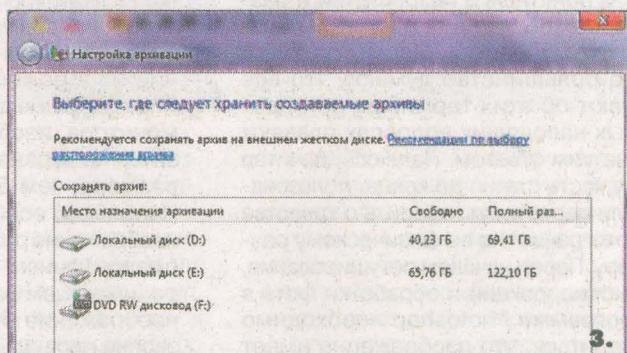 Настройка архивации
Выберите, где следует хранить создаваемые архивы
Рекомендуется сохранять архив на внешнем жестком диске. Рекомендации по выбору
расположения архива
Сохранять архив:
Место назначения архивации Свободно Полный раз...
Локальный диск (D:) 40,23 ГБ 69,41 ГБ
Локальный диск (E:) 65,76 ГБ 122,10 ГБ
DVD RW дисковод (F:)
3.